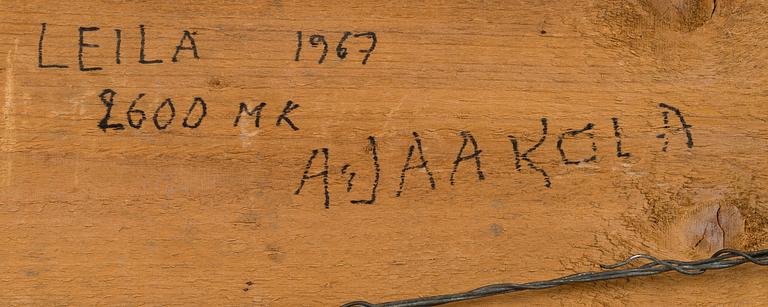 LEILA 1967
2600 MK
A. JAAKOLA